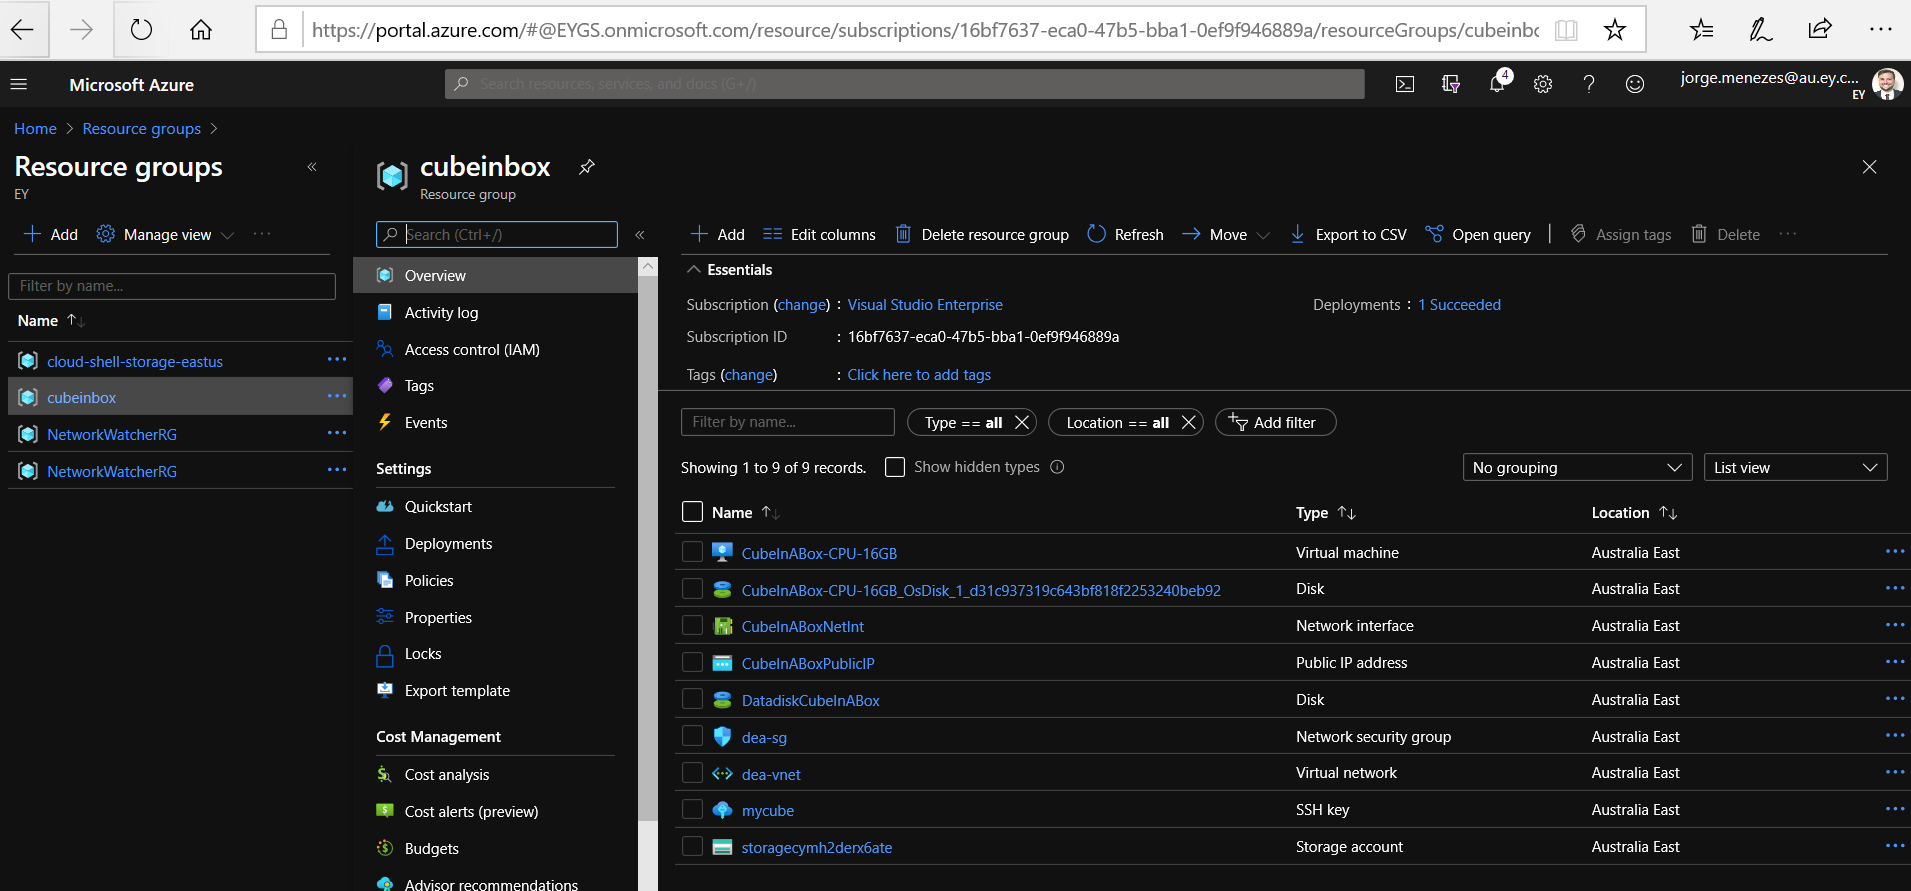 https://portal.azure.com/#@EYGS.onmicrosoft.com/resource/subscriptions/16bf7637-eca0-47b5-bba1-0ef9f946889a/resourceGroups/cubeinbo
Microsoft Azure
Search resources, services, and docs (G+/)
4
jorge.menezes@au.ey.c...
EY
Home > Resource groups >
Resource groups
EY
Add
Manage view
Filter by name...
Name
cloud-shell-storage-eastus
cubeinbox
NetworkWatcherRG
NetworkWatcherRG
cubeinbox
Resource group
Search (Ctrl+/)
Overview
Activity log
Access control (IAM)
Tags
Events
Settings
Quickstart
Deployments
Policies
Properties
Locks
Export template
Cost Management
Cost analysis
Cost alerts (preview)
Budgets
Advisor recommendations
Add Edit columns Delete resource group Refresh Move Export to CSV Open query Assign tags Delete
Essentials
Subscription (change) : Visual Studio Enterprise
Deployments : 1 Succeeded
Subscription ID : 16bf7637-eca0-47b5-bba1-0ef9f946889a
Tags (change) : Click here to add tags
Filter by name... Type == all Location == all Add filter
Showing 1 to 9 of 9 records. Show hidden types No grouping List view
Name Type Location
CubeInABox-CPU-16GB Virtual machine Australia East
CubeInABox-CPU-16GB_OsDisk_1_d31c937319c643bf818f2253240beb92 Disk Australia East
CubeInABoxNetInt Network interface Australia East
CubeInABoxPublicIP Public IP address Australia East
DatadiskCubeInABox Disk Australia East
dea-sg Network security group Australia East
dea-vnet Virtual network Australia East
mycube SSH key Australia East
storagecymh2derx6ate Storage account Australia East